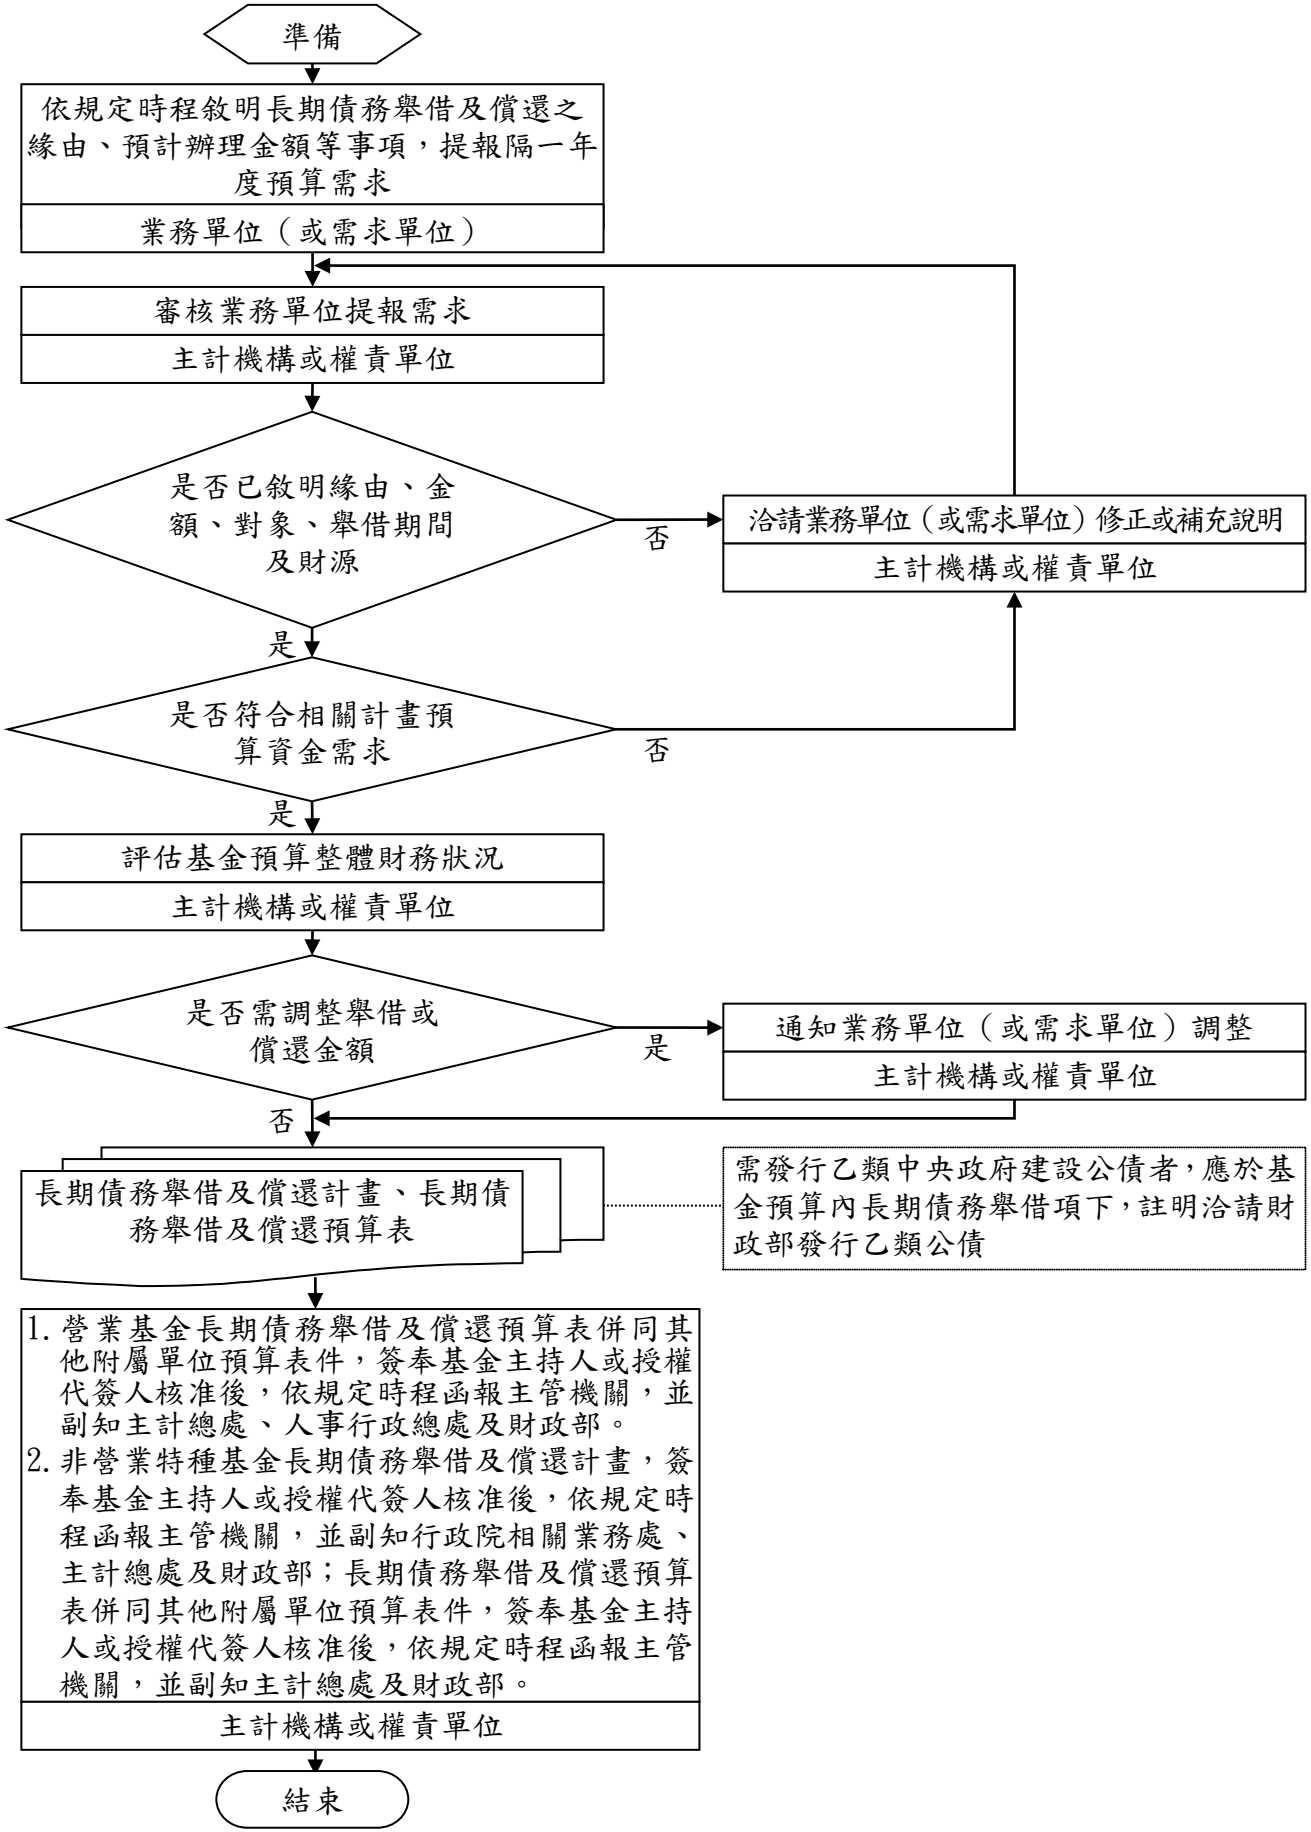 準備
依規定時程敘明長期債務舉借及償還之
緣由、預計辦理金額等事項，提報隔一年
度預算需求
業務單位（或需求單位）
審核業務單位提報需求
主計機構或權責單位
是否已敘明緣由、金
額、對象、舉借期間
及財源
否
洽請業務單位（或需求單位）修正或補充說明
主計機構或權責單位
是
是否符合相關計畫預
算資金需求
否
是
評估基金預算整體財務狀況
主計機構或權責單位
是否需調整舉借或
償還金額
是
通知業務單位（或需求單位）調整
主計機構或權責單位
否
長期債務舉借及償還計畫、長期債
務舉借及償還預算表
需發行乙類中央政府建設公債者，應於基
金預算內長期債務舉借項下，註明洽請財
政部發行乙類公債
1. 營業基金長期債務舉借及償還預算表併同其
他附屬單位預算表件，簽奉基金主持人或授權
代簽人核准後，依規定時程函報主管機關，並
副知主計總處、人事行政總處及財政部。
2. 非營業特種基金長期債務舉借及償還計畫，簽
奉基金主持人或授權代簽人核准後，依規定時
程函報主管機關，並副知行政院相關業務處、
主計總處及財政部；長期債務舉借及償還預算
表併同其他附屬單位預算表件，簽奉基金主持
人或授權代簽人核准後，依規定時程函報主管
機關，並副知主計總處及財政部。
主計機構或權責單位
結束